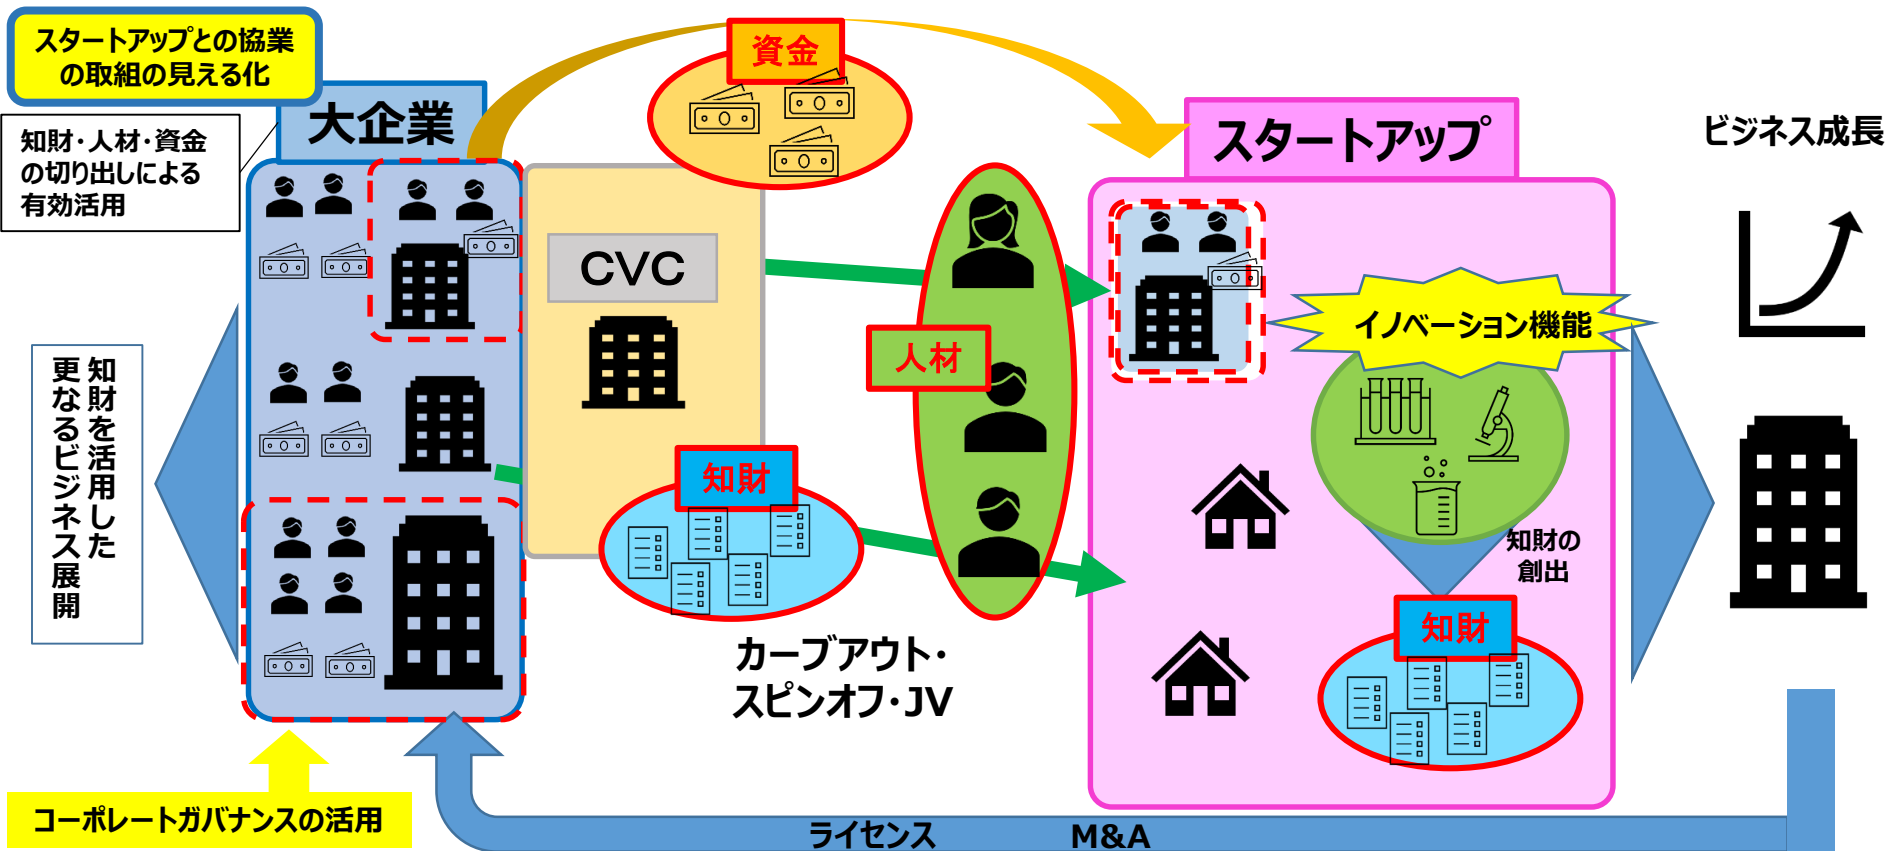 スタートアップとの協業
の取組の見える化
大企業
知財・人材・資金
の切り出しによる
有効活用
資金
スタートアップ
ビジネス成長
CVC
イノベーション機能
人材
知財を活用した
更なるビジネス展開
知財
知財の
創出
知財
カーブアウト・
スピンオフ・JV
コーポレートガバナンスの活用
ライセンス
M&A